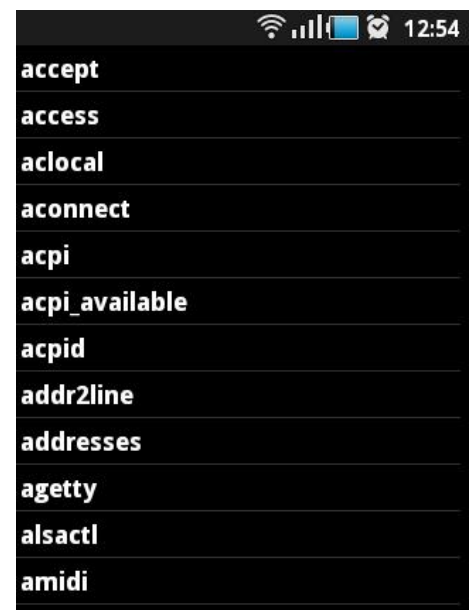 12:54
accept
access
aclocal
aconnect
acpi
acpi_available
acpid
addr2line
addresses
agetty
alsactl
amidi